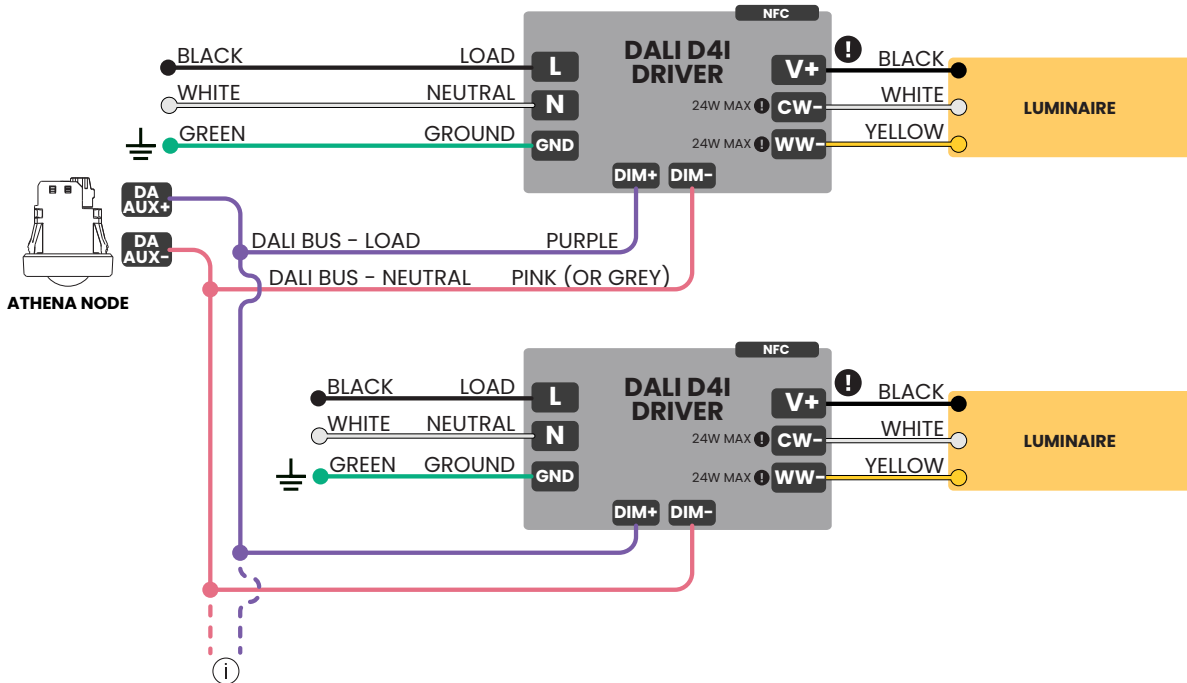 NFC
BLACK LOAD L
DALI D4I
DRIVER
V+ ! BLACK
WHITE NEUTRAL N
24W MAX ! CW- WHITE
LUMINAIRE
GREEN GROUND GND
24W MAX ! WW- YELLOW
DIM+ DIM-
DA
AUX+
DALI BUS - LOAD PURPLE
DA
AUX-
DALI BUS - NEUTRAL PINK (OR GREY)
ATHENA NODE
NFC
BLACK LOAD L
DALI D4I
DRIVER
V+ ! BLACK
WHITE NEUTRAL N
24W MAX ! CW- WHITE
LUMINAIRE
GREEN GROUND GND
24W MAX ! WW- YELLOW
DIM+ DIM-
i